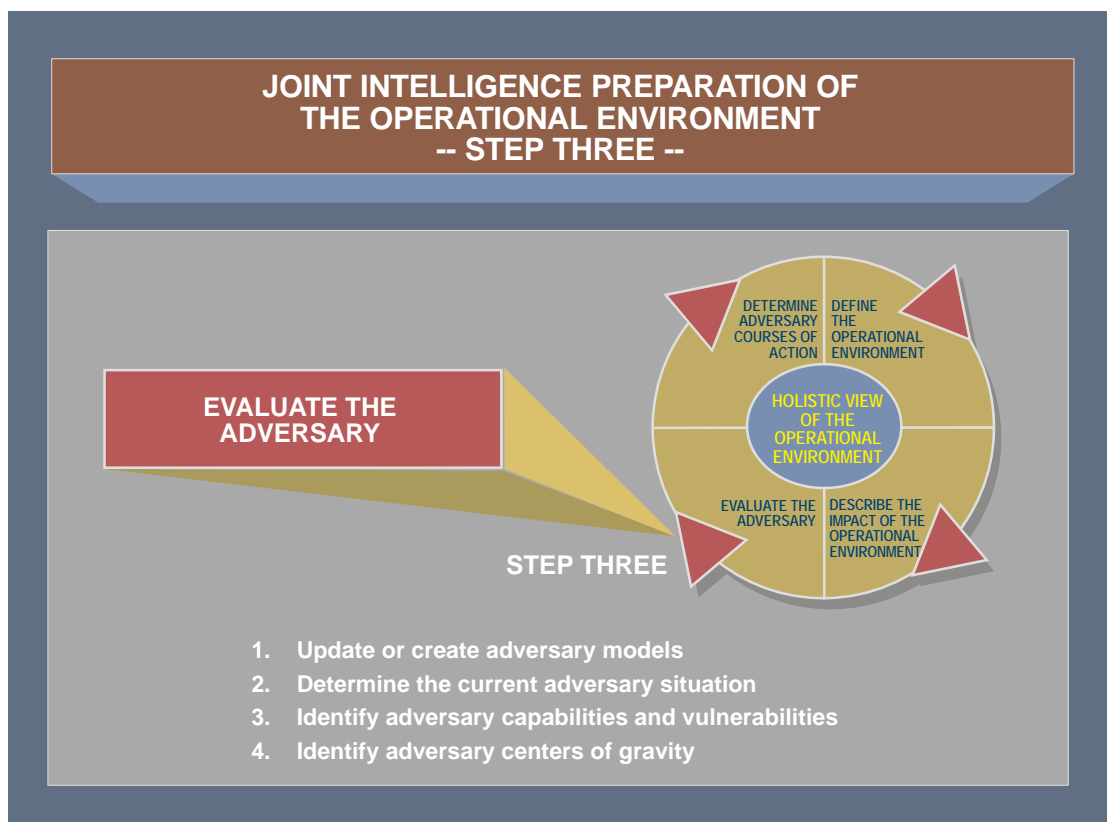 JOINT INTELLIGENCE PREPARATION OF
THE OPERATIONAL ENVIRONMENT
-- STEP THREE --
EVALUATE THE
ADVERSARY
DETERMINE
ADVERSARY
COURSES OF
ACTION
DEFINE
THE
OPERATIONAL
ENVIRONMENT
HOLISTIC VIEW
OF THE
OPERATIONAL
ENVIRONMENT
EVALUATE THE
ADVERSARY
DESCRIBE THE
IMPACT OF THE
OPERATIONAL
ENVIRONMENT
STEP THREE
1. Update or create adversary models
2. Determine the current adversary situation
3. Identify adversary capabilities and vulnerabilities
4. Identify adversary centers of gravity